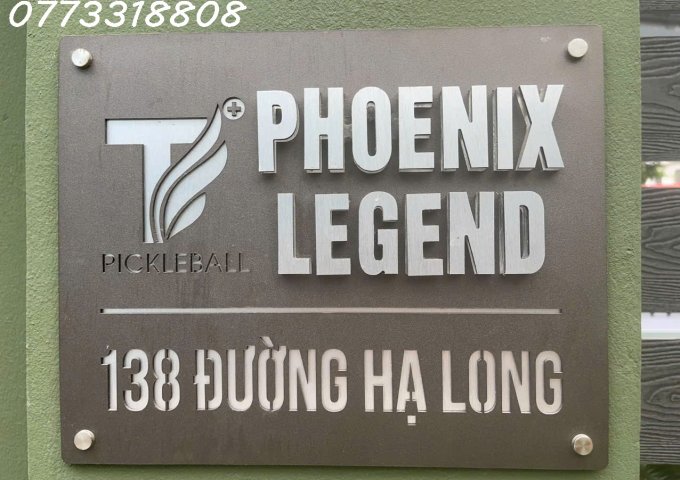 0773318808
T
PHOENIX
LEGEND
PICKLEBALL
138 ĐƯỜNG HẠ LONG